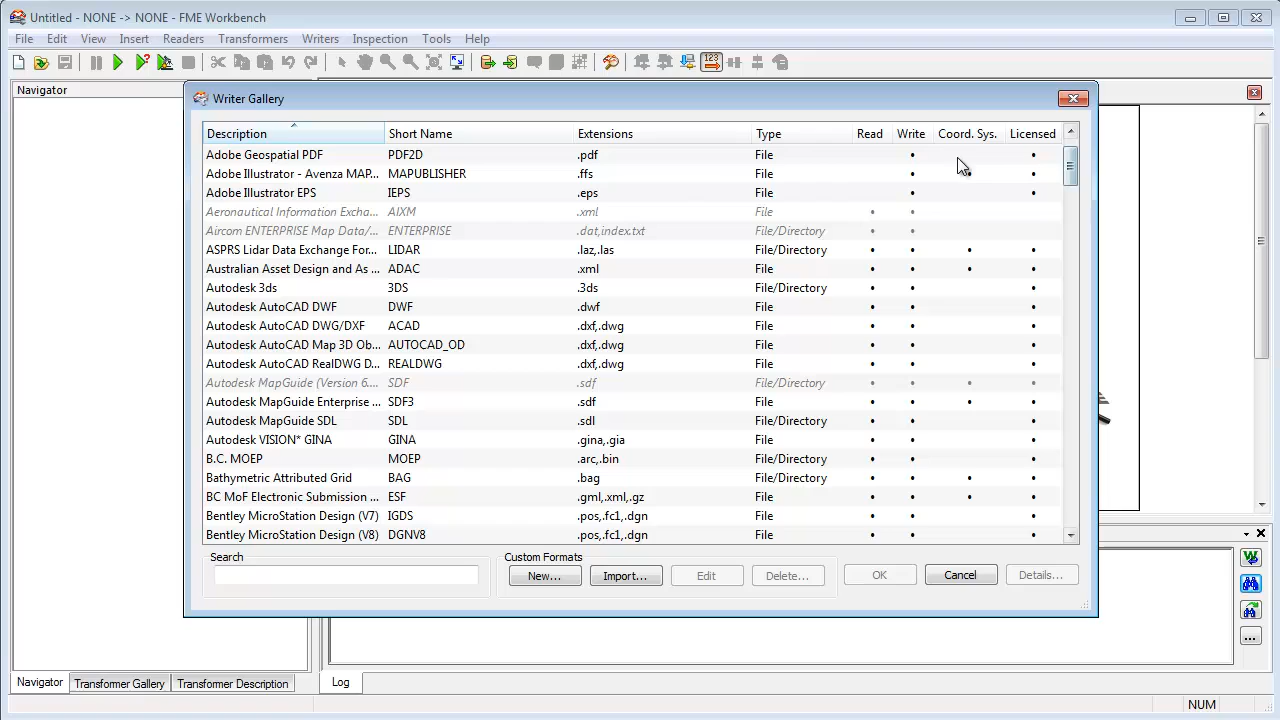 Untitled - NONE -> NONE - FME Workbench
File Edit View Insert Readers Transformers Writers Inspection Tools Help
123
Navigator
Writer Gallery
Description Short Name Extensions Type Read Write Coord. Sys. Licensed
Adobe Geospatial PDF PDF2D .pdf File • •
Adobe Illustrator - Avenza MAP... MAPUBLISHER .ffs File • • •
Adobe Illustrator EPS IEPS .eps File • •
Aeronautical Information Excha... AIXM .xml File • •
Aircom ENTERPRISE Map Data/... ENTERPRISE .dat,index.txt File/Directory • •
ASPRS Lidar Data Exchange For... LIDAR .laz,.las File/Directory • • • •
Australian Asset Design and As ... ADAC .xml File • • • •
Autodesk 3ds 3DS .3ds File/Directory • • •
Autodesk AutoCAD DWF DWF .dwf File • • •
Autodesk AutoCAD DWG/DXF ACAD .dxf,.dwg File • • •
Autodesk AutoCAD Map 3D Ob... AUTOCAD_OD .dxf,.dwg File • • •
Autodesk AutoCAD RealDWG D... REALDWG .dxf,.dwg File • • •
Autodesk MapGuide (Version 6.... SDF .sdf File/Directory • • • •
Autodesk MapGuide Enterprise ... SDF3 .sdf File • • • •
Autodesk MapGuide SDL SDL .sdl File/Directory • • •
Autodesk VISION* GINA GINA .gina,.gia File • • •
B.C. MOEP MOEP .arc,.bin File/Directory • • •
Bathymetric Attributed Grid BAG .bag File/Directory • • • •
BC MoF Electronic Submission ... ESF .gml,.xml,.gz File • • • •
Bentley MicroStation Design (V7) IGDS .pos,.fc1,.dgn File • • •
Bentley MicroStation Design (V8) DGNV8 .pos,.fc1,.dgn File • • •
Search Custom Formats
New... Import... Edit Delete... OK Cancel Details...
W
Navigator Transformer Gallery Transformer Description Log
NUM